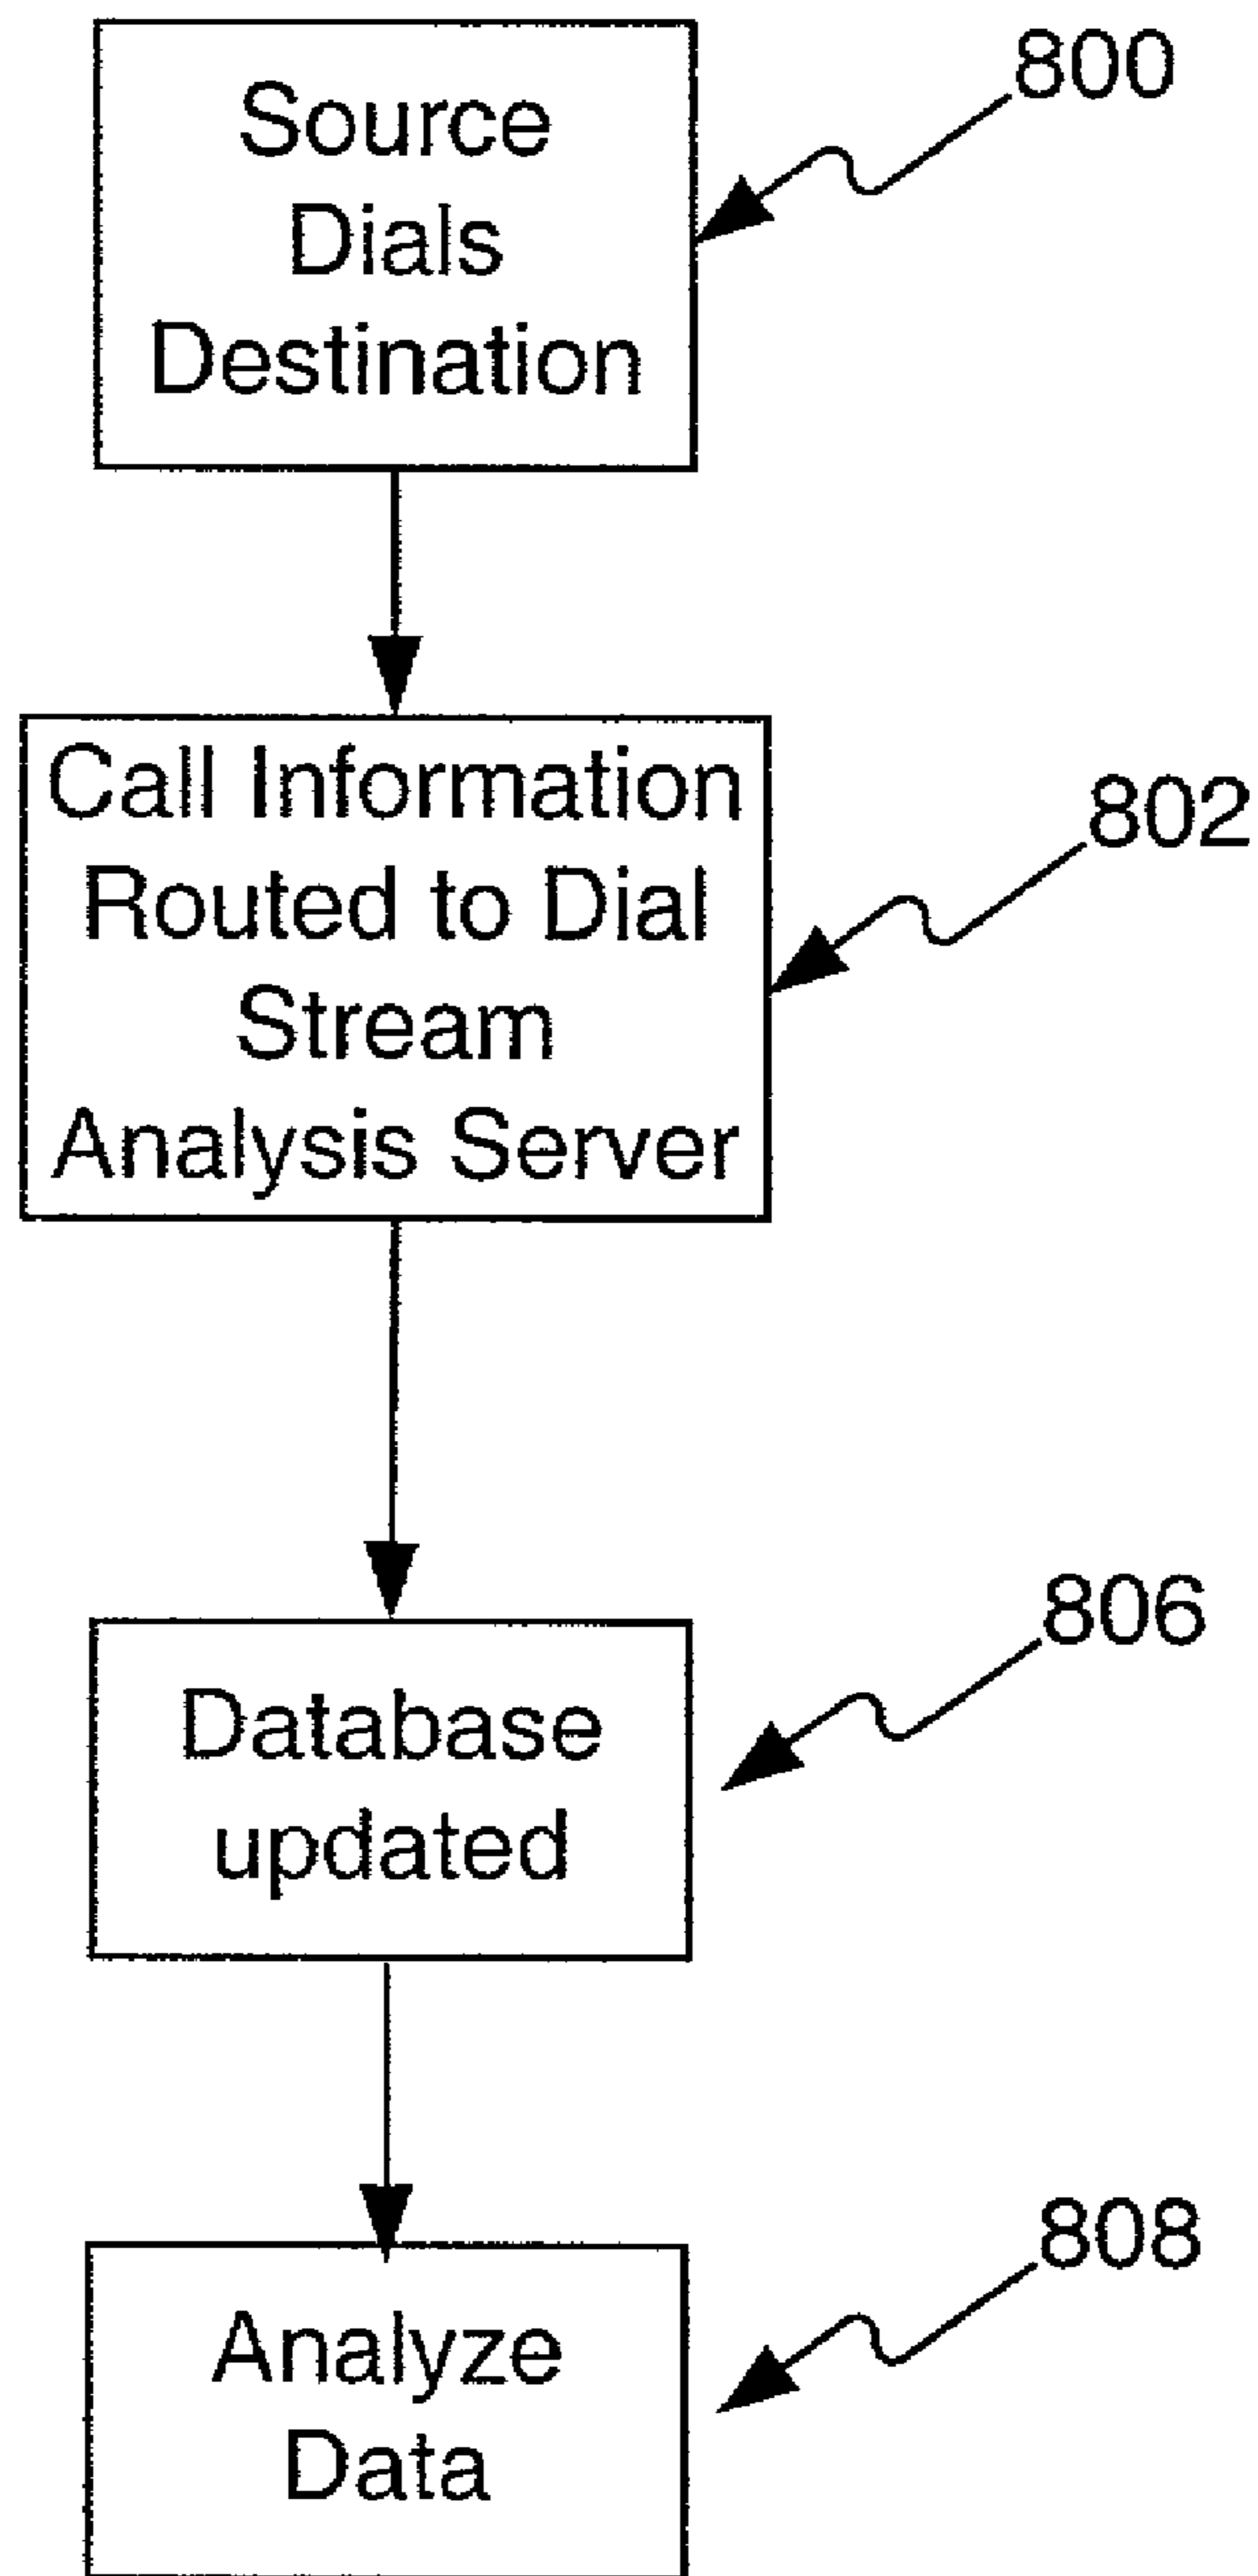 Source
Dials
Destination
800
Call Information
Routed to Dial
Stream
Analysis Server
802
Database
updated
806
Analyze
Data
808